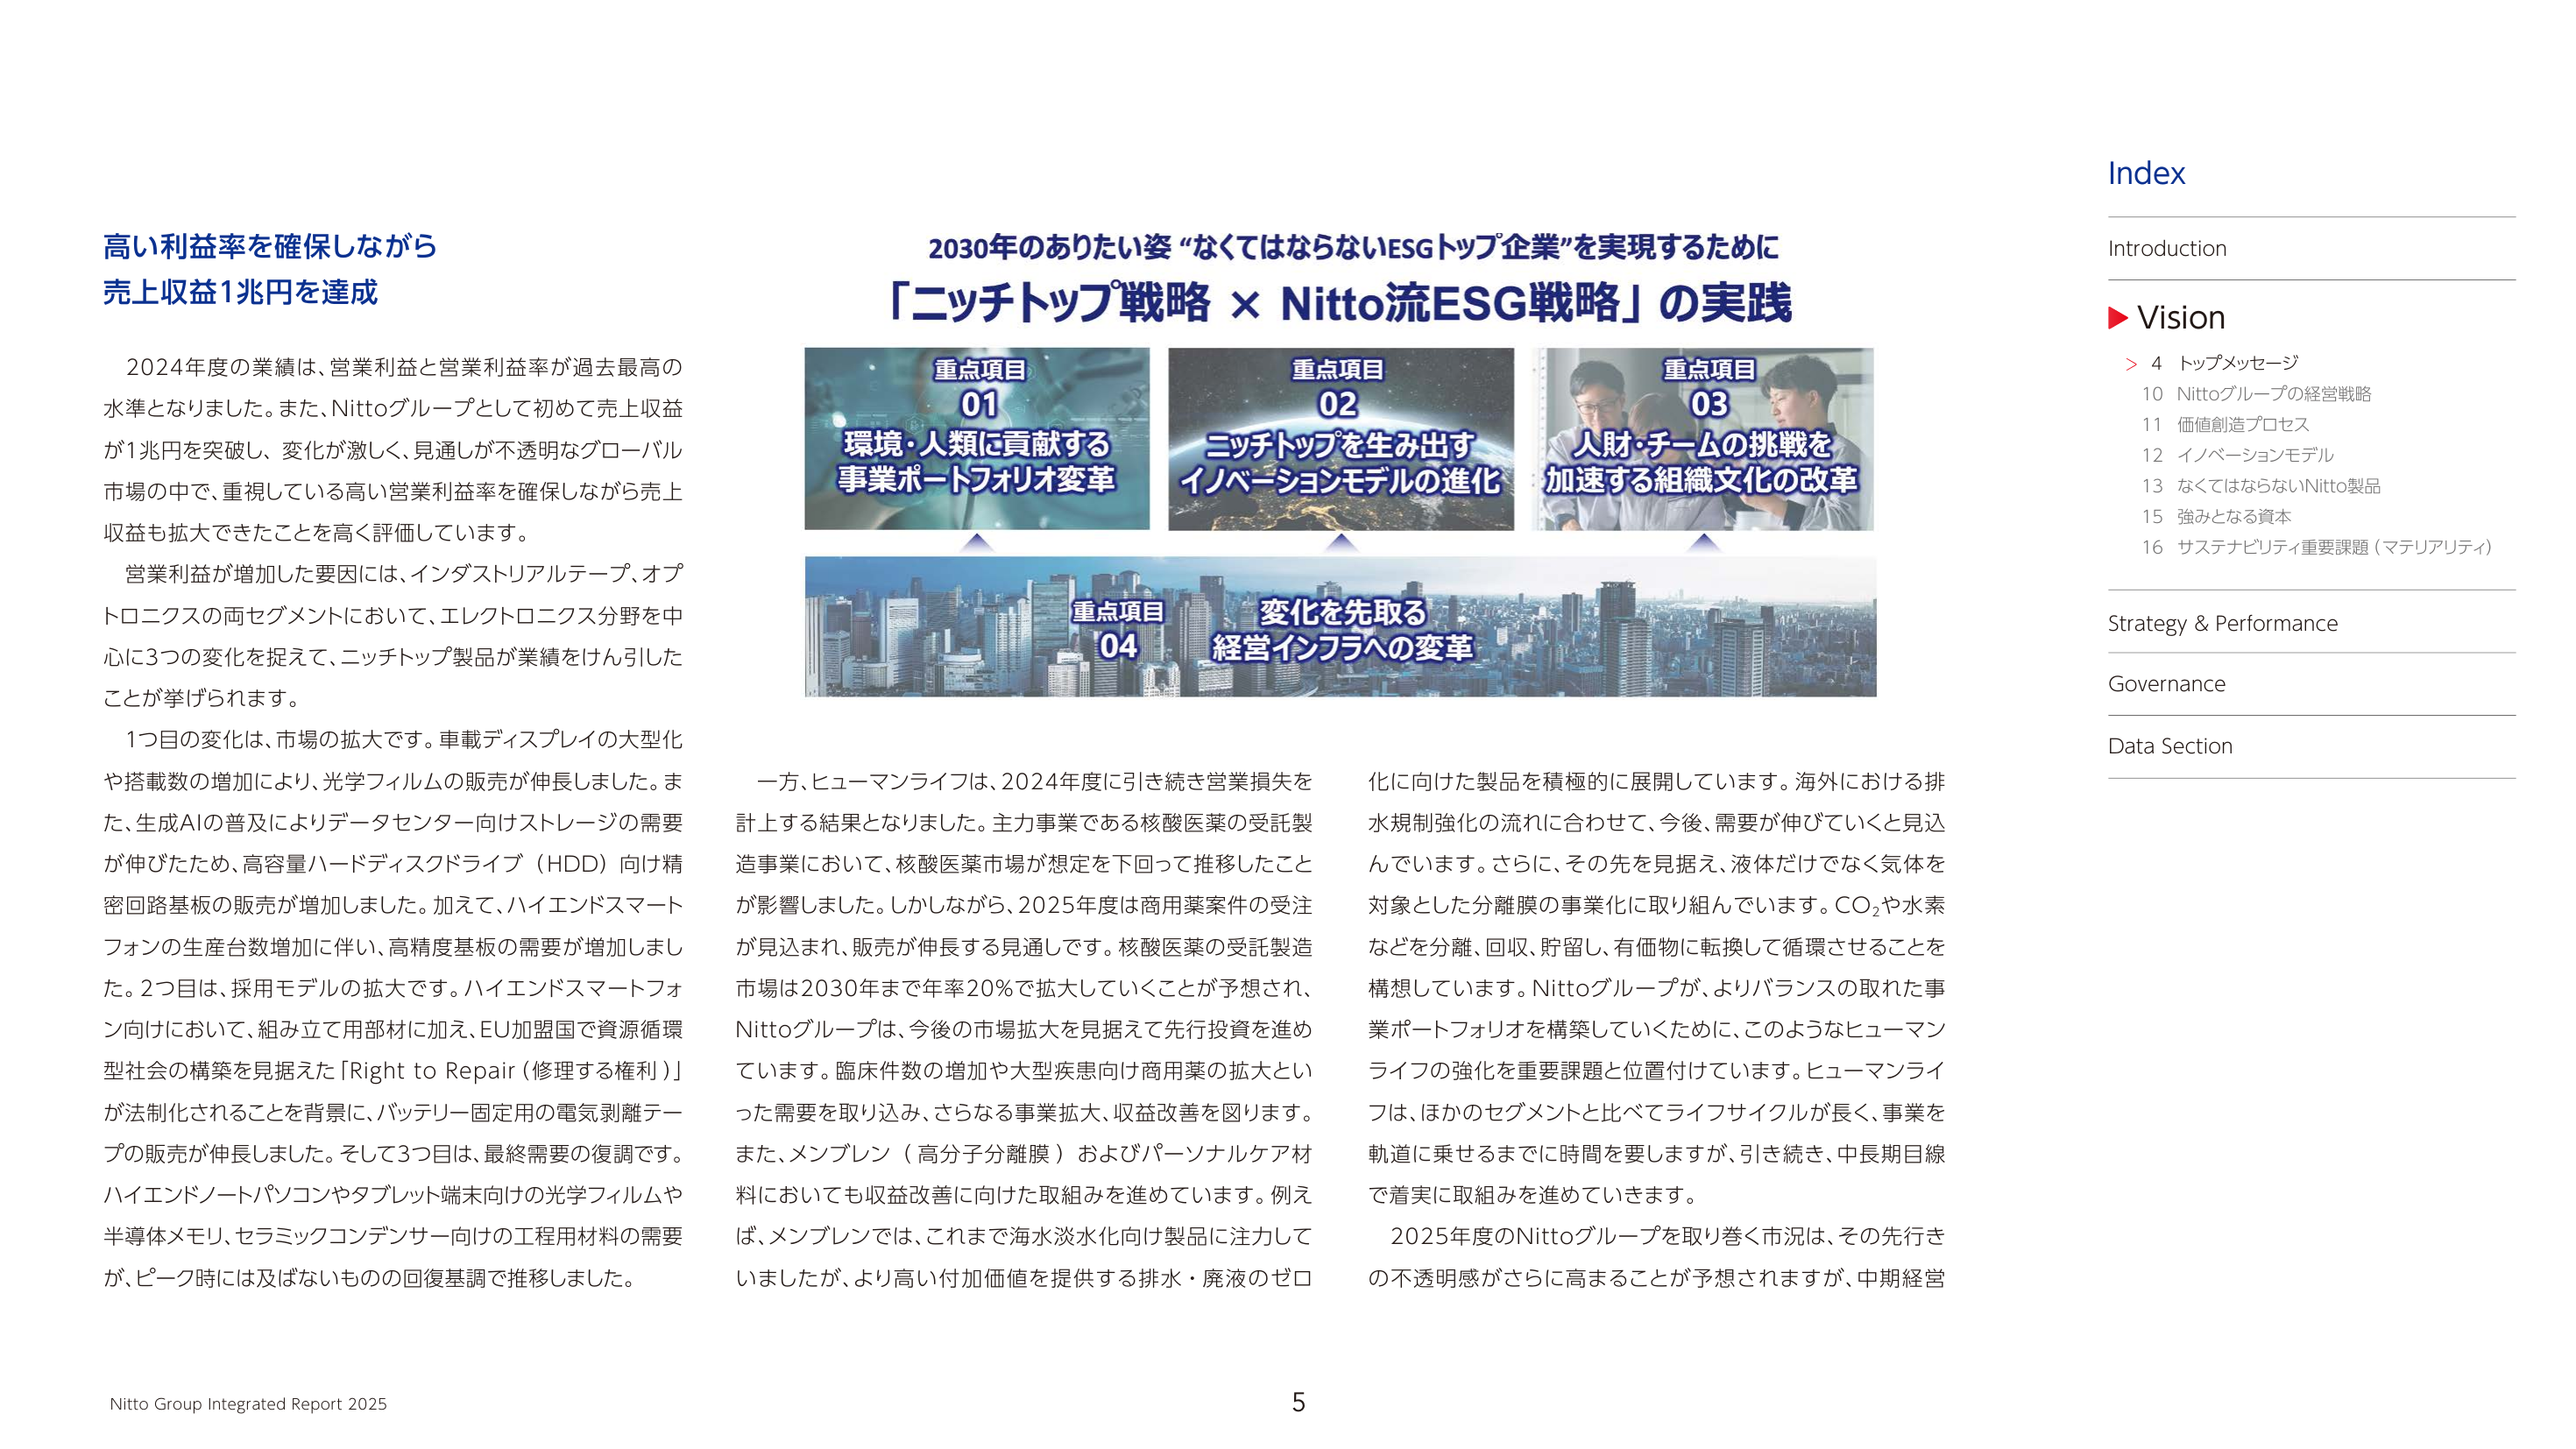 高い利益率を確保しながら
売上収益1兆円を達成
2024年度の業績は、営業利益と営業利益率が過去最高の
水準となりました。また、Nittoグループとして初めて売上収益
が1兆円を突破し、変化が激しく、見通しが不透明なグローバル
市場の中で、重視している高い営業利益率を確保しながら売上
収益も拡大できたことを高く評価しています。
営業利益が増加した要因には、インダストリアルテープ、オプ
トロニクスの両セグメントにおいて、エレクトロニクス分野を中
心に3つの変化を捉えて、ニッチトップ製品が業績をけん引した
ことが挙げられます。
1つ目の変化は、市場の拡大です。車載ディスプレイの大型化
や搭載数の増加により、光学フィルムの販売が伸長しました。ま
た、生成AIの普及によりデータセンター向けストレージの需要
が伸びたため、高容量ハードディスクドライブ（HDD）向け精
密回路基板の販売が増加しました。加えて、ハイエンドスマート
フォンの生産台数増加に伴い、高精度基板の需要が増加しまし
た。2つ目は、採用モデルの拡大です。ハイエンドスマートフォ
ン向けにおいて、組み立て用部材に加え、EU加盟国で資源循環
型社会の構築を見据えた「Right to Repair（修理する権利）」
が法制化されることを背景に、バッテリー固定用の電気剥離テー
プの販売が伸長しました。そして3つ目は、最終需要の復調です。
ハイエンドノートパソコンやタブレット端末向けの光学フィルムや
半導体メモリ、セラミックコンデンサー向けの工程用材料の需要
が、ピーク時には及ばないものの回復基調で推移しました。
2030年のありたい姿 “なくてはならないESGトップ企業”を実現するために
「ニッチトップ戦略 × Nitto流ESG戦略」の実践
重点項目
01
環境・人類に貢献する
事業ポートフォリオ変革
重点項目
02
ニッチトップを生み出す
イノベーションモデルの進化
重点項目
03
人財・チームの挑戦を
加速する組織文化の改革
重点項目
04
変化を先取る
経営インフラへの変革
一方、ヒューマンライフは、2024年度に引き続き営業損失を
計上する結果となりました。主力事業である核酸医薬の受託製
造事業において、核酸医薬市場が想定を下回って推移したこと
が影響しました。しかしながら、2025年度は商用薬案件の受注
が見込まれ、販売が伸長する見通しです。核酸医薬の受託製造
市場は2030年まで年率20%で拡大していくことが予想され、
Nittoグループは、今後の市場拡大を見据えて先行投資を進め
ています。臨床件数の増加や大型疾患向け商用薬の拡大とい
った需要を取り込み、さらなる事業拡大、収益改善を図ります。
また、メンブレン（高分子分離膜）およびパーソナルケア材
料においても収益改善に向けた取組みを進めています。例え
ば、メンブレンでは、これまで海水淡水化向け製品に注力して
いましたが、より高い付加価値を提供する排水・廃液のゼロ
化に向けた製品を積極的に展開しています。海外における排
水規制強化の流れに合わせて、今後、需要が伸びていくと見込
んでいます。さらに、その先を見据え、液体だけでなく気体を
対象とした分離膜の事業化に取り組んでいます。CO₂や水素
などを分離、回収、貯留し、有価物に転換して循環させることを
構想しています。Nittoグループが、よりバランスの取れた事
業ポートフォリオを構築していくために、このようなヒューマン
ライフの強化を重要課題と位置付けています。ヒューマンライ
フは、ほかのセグメントと比べてライフサイクルが長く、事業を
軌道に乗せるまでに時間を要しますが、引き続き、中長期目線
で着実に取組みを進めていきます。
2025年度のNittoグループを取り巻く市況は、その先行き
の不透明感がさらに高まることが予想されますが、中期経営
Index
Introduction
Vision
> 4 トップメッセージ
10 Nittoグループの経営戦略
11 価値創造プロセス
12 イノベーションモデル
13 なくてはならないNitto製品
15 強みとなる資本
16 サステナビリティ重要課題（マテリアリティ）
Strategy & Performance
Governance
Data Section
Nitto Group Integrated Report 2025
5